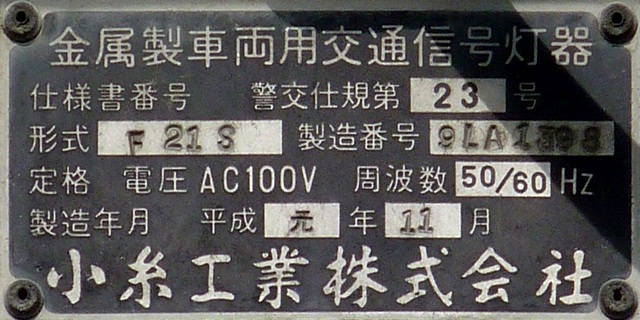 金属製車両用交通信号灯器
仕様書番号 警交仕規第 23 号
形式 F 21 S 製造番号 9LA1398
定格 電圧 AC100V 周波数 50/60 Hz
製造年月 平成 元 年 11 月
小糸工業株式会社